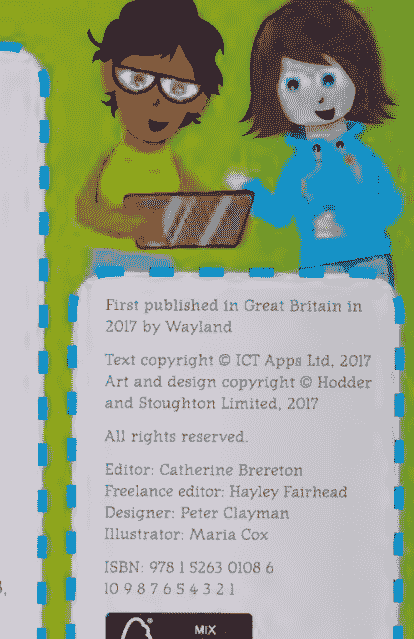 First published in Great Britain in
2017 by Wayland
Text copyright © ICT Apps Ltd, 2017
Art and design copyright © Hodder
and Stoughton Limited, 2017
All rights reserved.
Editor: Catherine Brereton
Freelance editor: Hayley Fairhead
Designer: Peter Clayman
Illustrator: Maria Cox
ISBN: 978 1 5263 0108 6
10 9 8 7 6 5 4 3 2 1
MIX